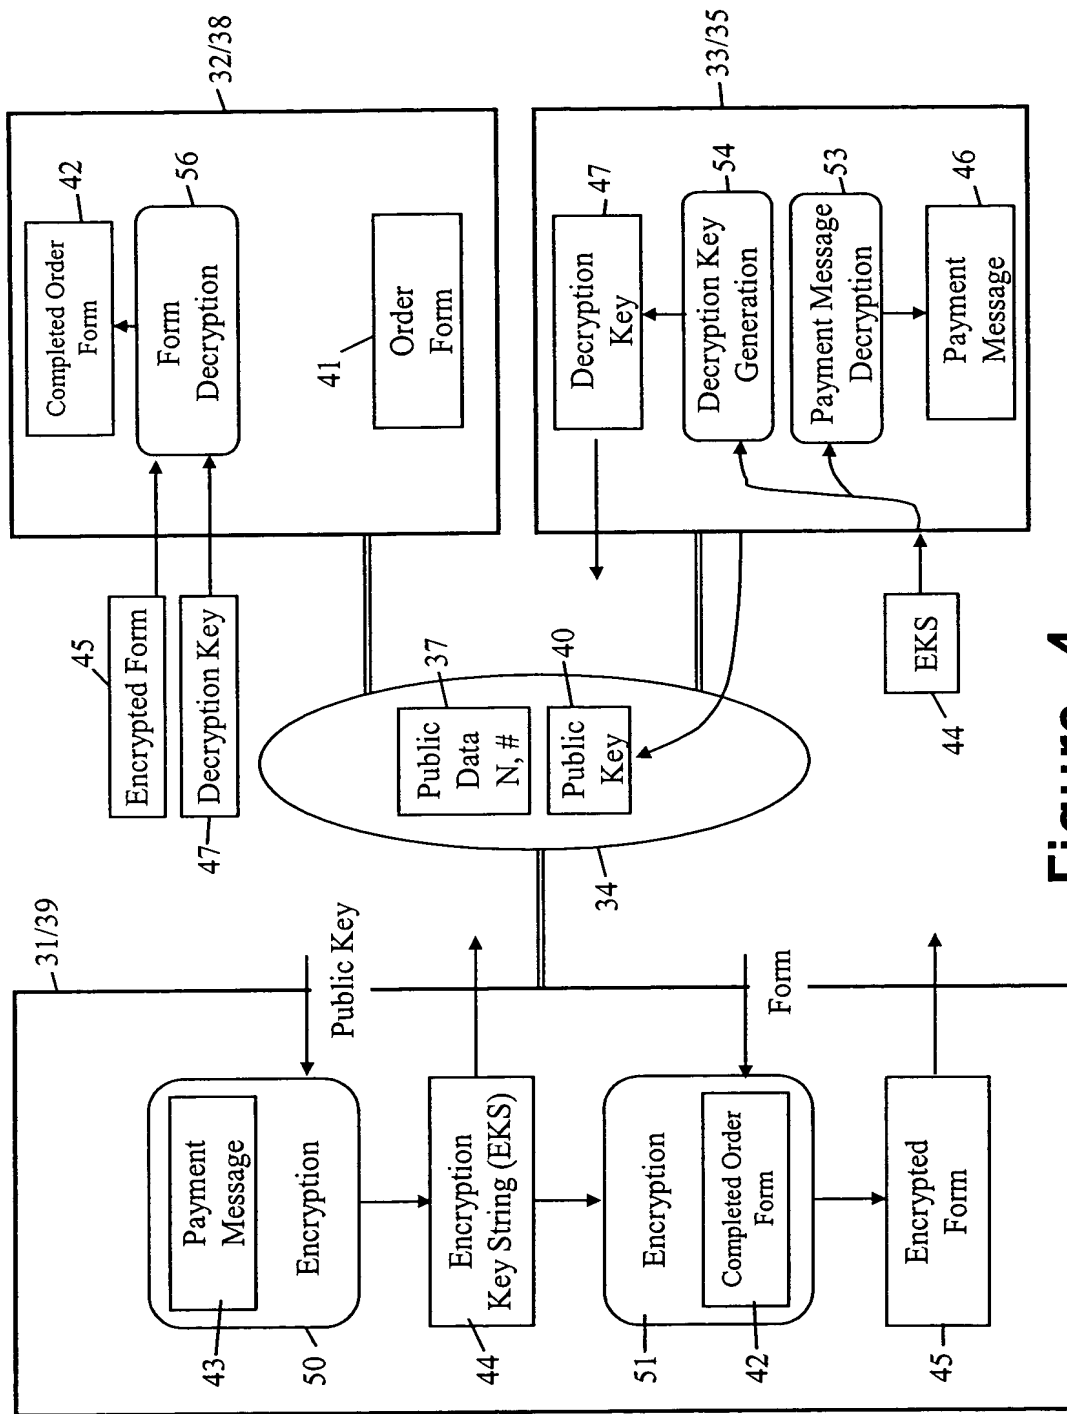 31/39
43
Payment
Message
Encryption
50
Public Key
44
Encryption
Key String (EKS)
51
Encryption
42
Completed Order
Form
Form
45
Encrypted
Form
34
Public
Data
N, #
37
Public
Key
40
45
Encrypted Form
47
Decryption Key
32/38
Completed Order
Form
42
Form
Decryption
56
41
Order
Form
33/35
Decryption
Key
47
Decryption Key
Generation
54
Payment Message
Decryption
53
Payment
Message
46
EKS
44
Figure 4